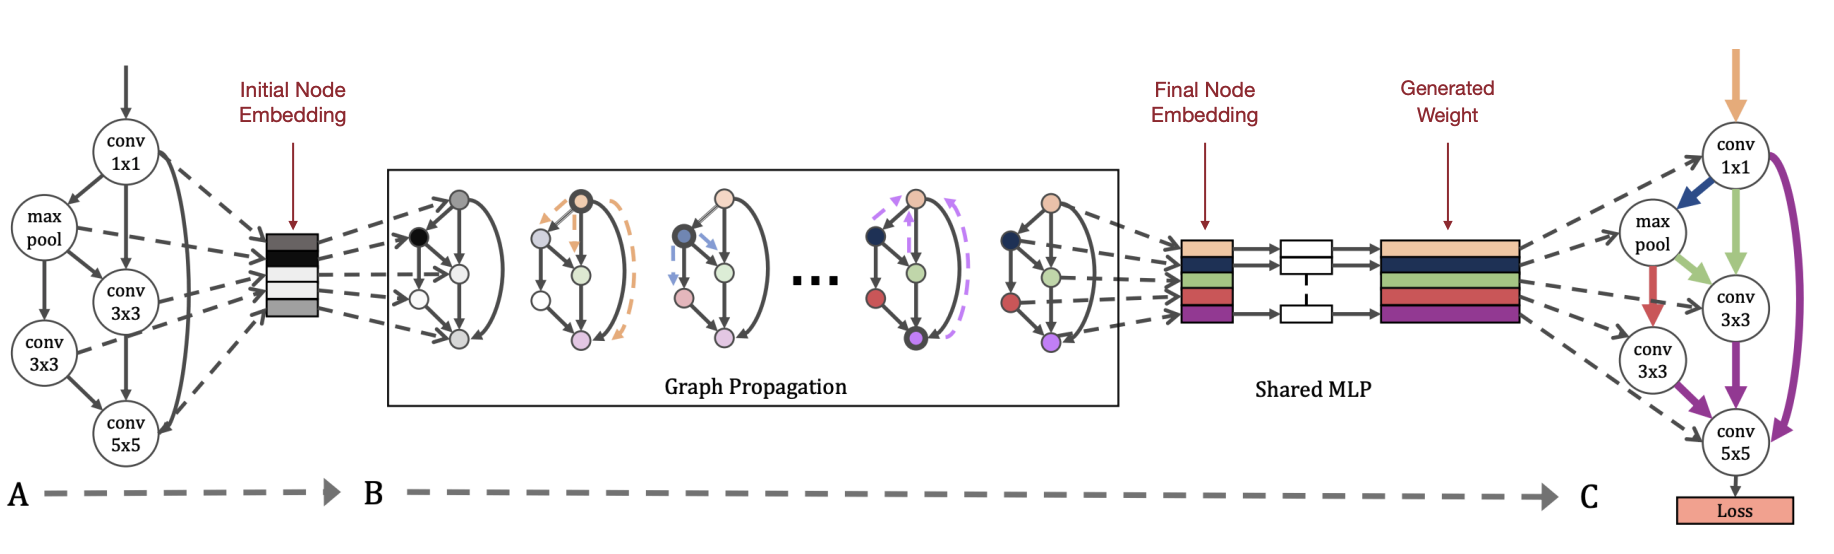 conv
1x1
max
pool
conv
3x3
conv
3x3
conv
5x5
Initial Node
Embedding
Graph Propagation
...
Final Node
Embedding
Generated
Weight
Shared MLP
conv
1x1
max
pool
conv
3x3
conv
3x3
conv
5x5
Loss
A
B
C